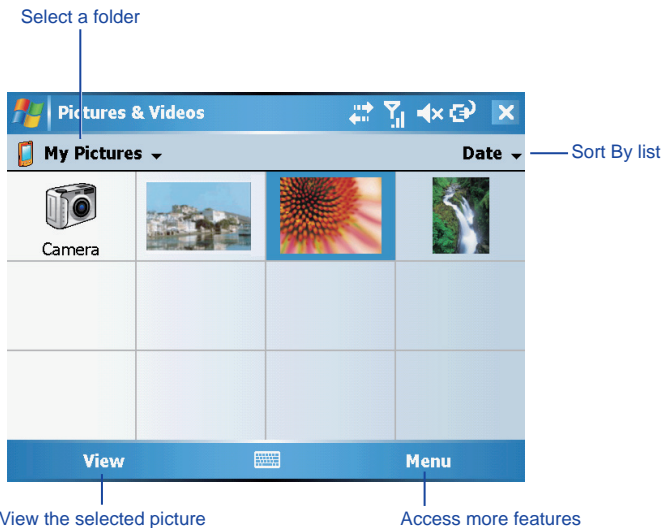 Select a folder
Pictures & Videos
My Pictures
Date
Sort By list
Camera
View
Menu
View the selected picture
Access more features